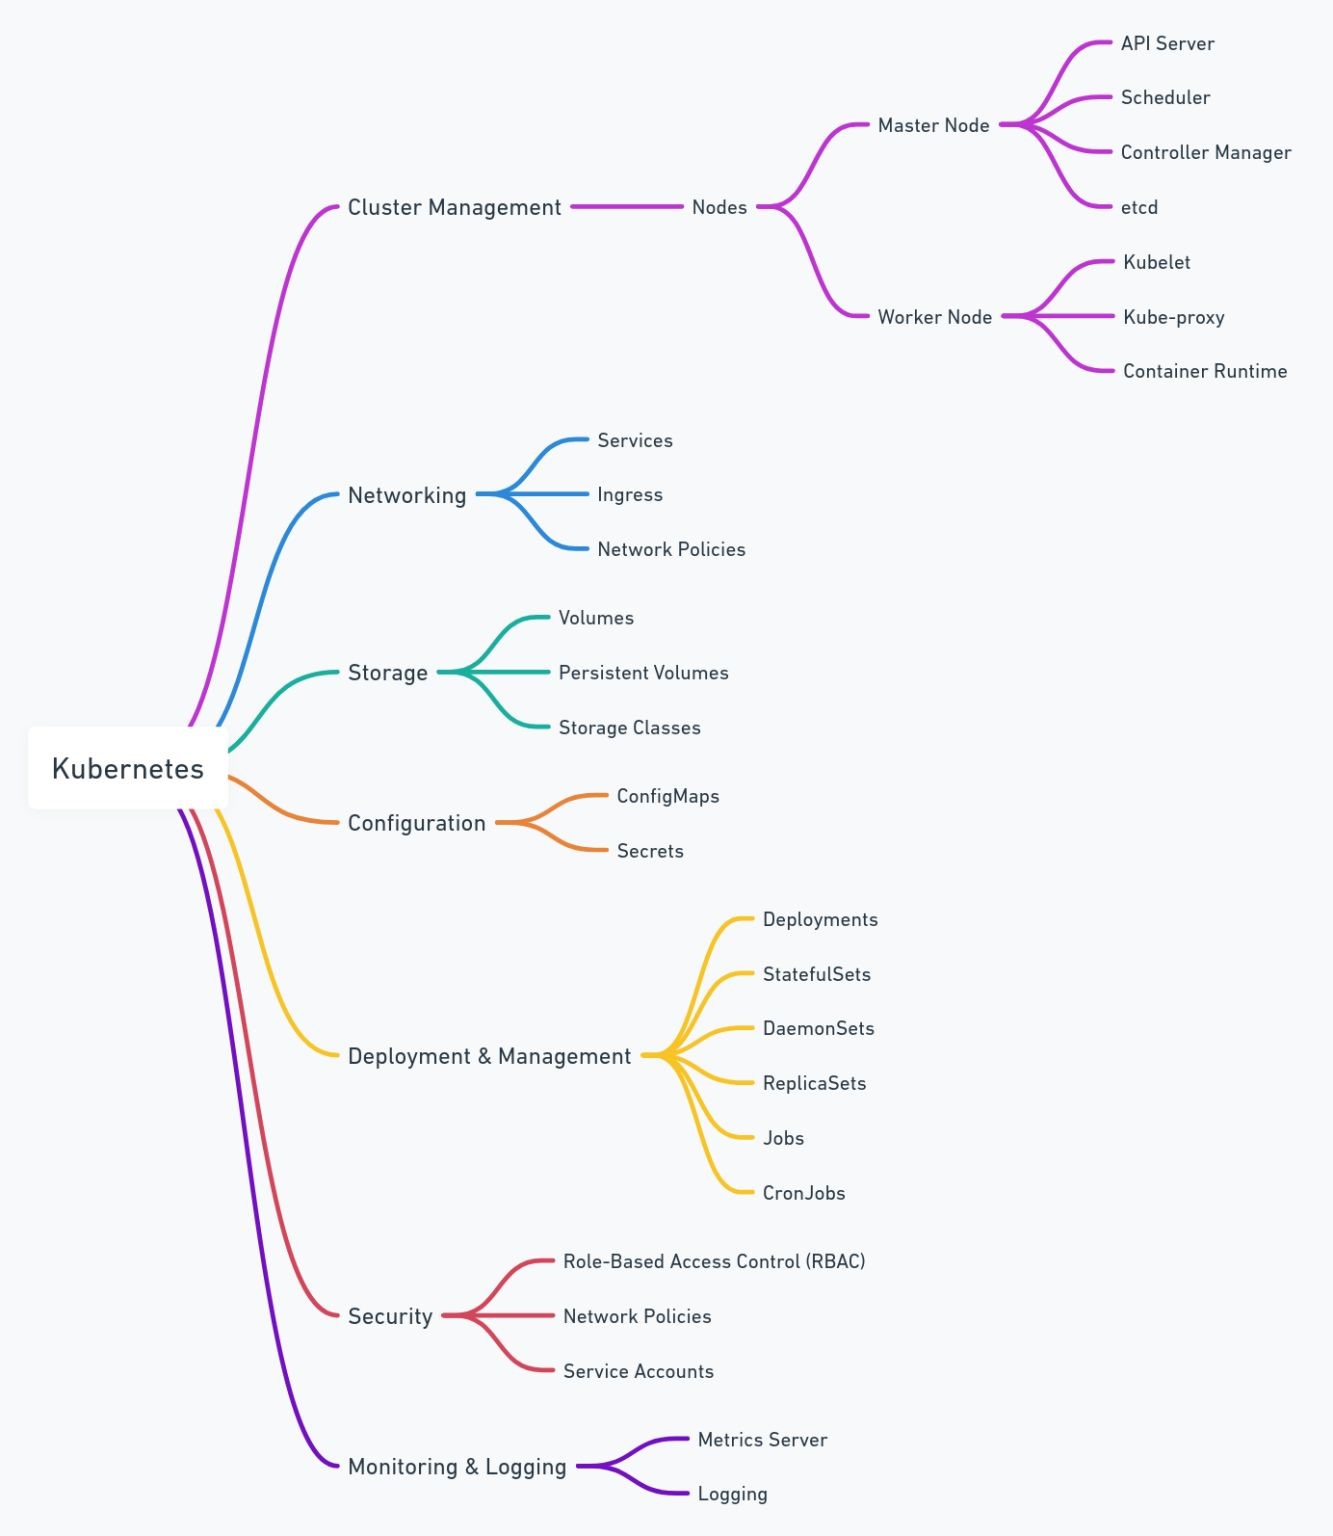 Kubernetes
Cluster Management
Nodes
Master Node
API Server
Scheduler
Controller Manager
etcd
Worker Node
Kubelet
Kube-proxy
Container Runtime
Networking
Services
Ingress
Network Policies
Storage
Volumes
Persistent Volumes
Storage Classes
Configuration
ConfigMaps
Secrets
Deployment & Management
Deployments
StatefulSets
DaemonSets
ReplicaSets
Jobs
CronJobs
Security
Role-Based Access Control (RBAC)
Network Policies
Service Accounts
Monitoring & Logging
Metrics Server
Logging